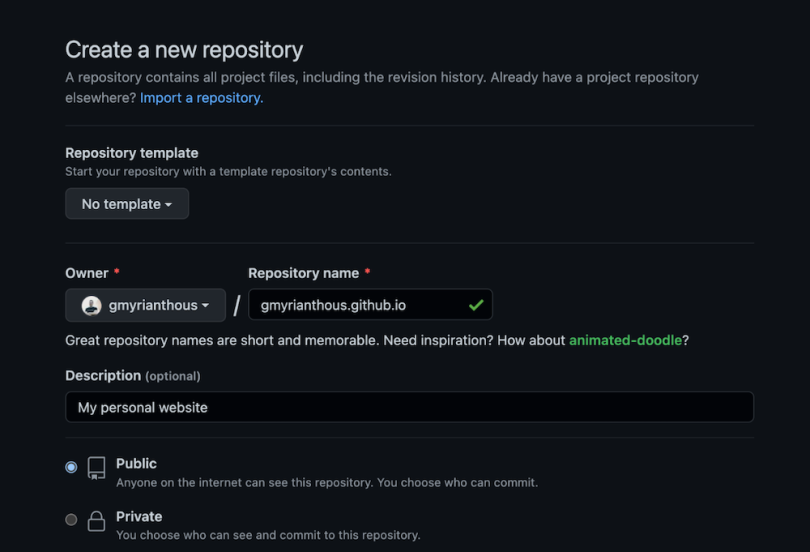 Create a new repository
A repository contains all project files, including the revision history. Already have a project repository
elsewhere? Import a repository.
Repository template
Start your repository with a template repository's contents.
No template
Owner *
Repository name *
gmyrianthous / gmyrianthous.github.io
Great repository names are short and memorable. Need inspiration? How about animated-doodle?
Description (optional)
My personal website
Public
Anyone on the internet can see this repository. You choose who can commit.
Private
You choose who can see and commit to this repository.